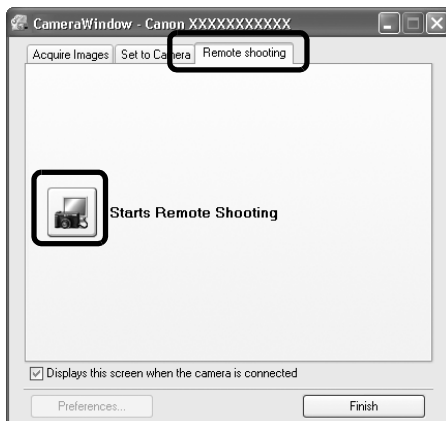 CameraWindow - Canon XXXXXXXXXXX
Acquire Images Set to Camera Remote shooting
Starts Remote Shooting
Displays this screen when the camera is connected
Preferences... Finish